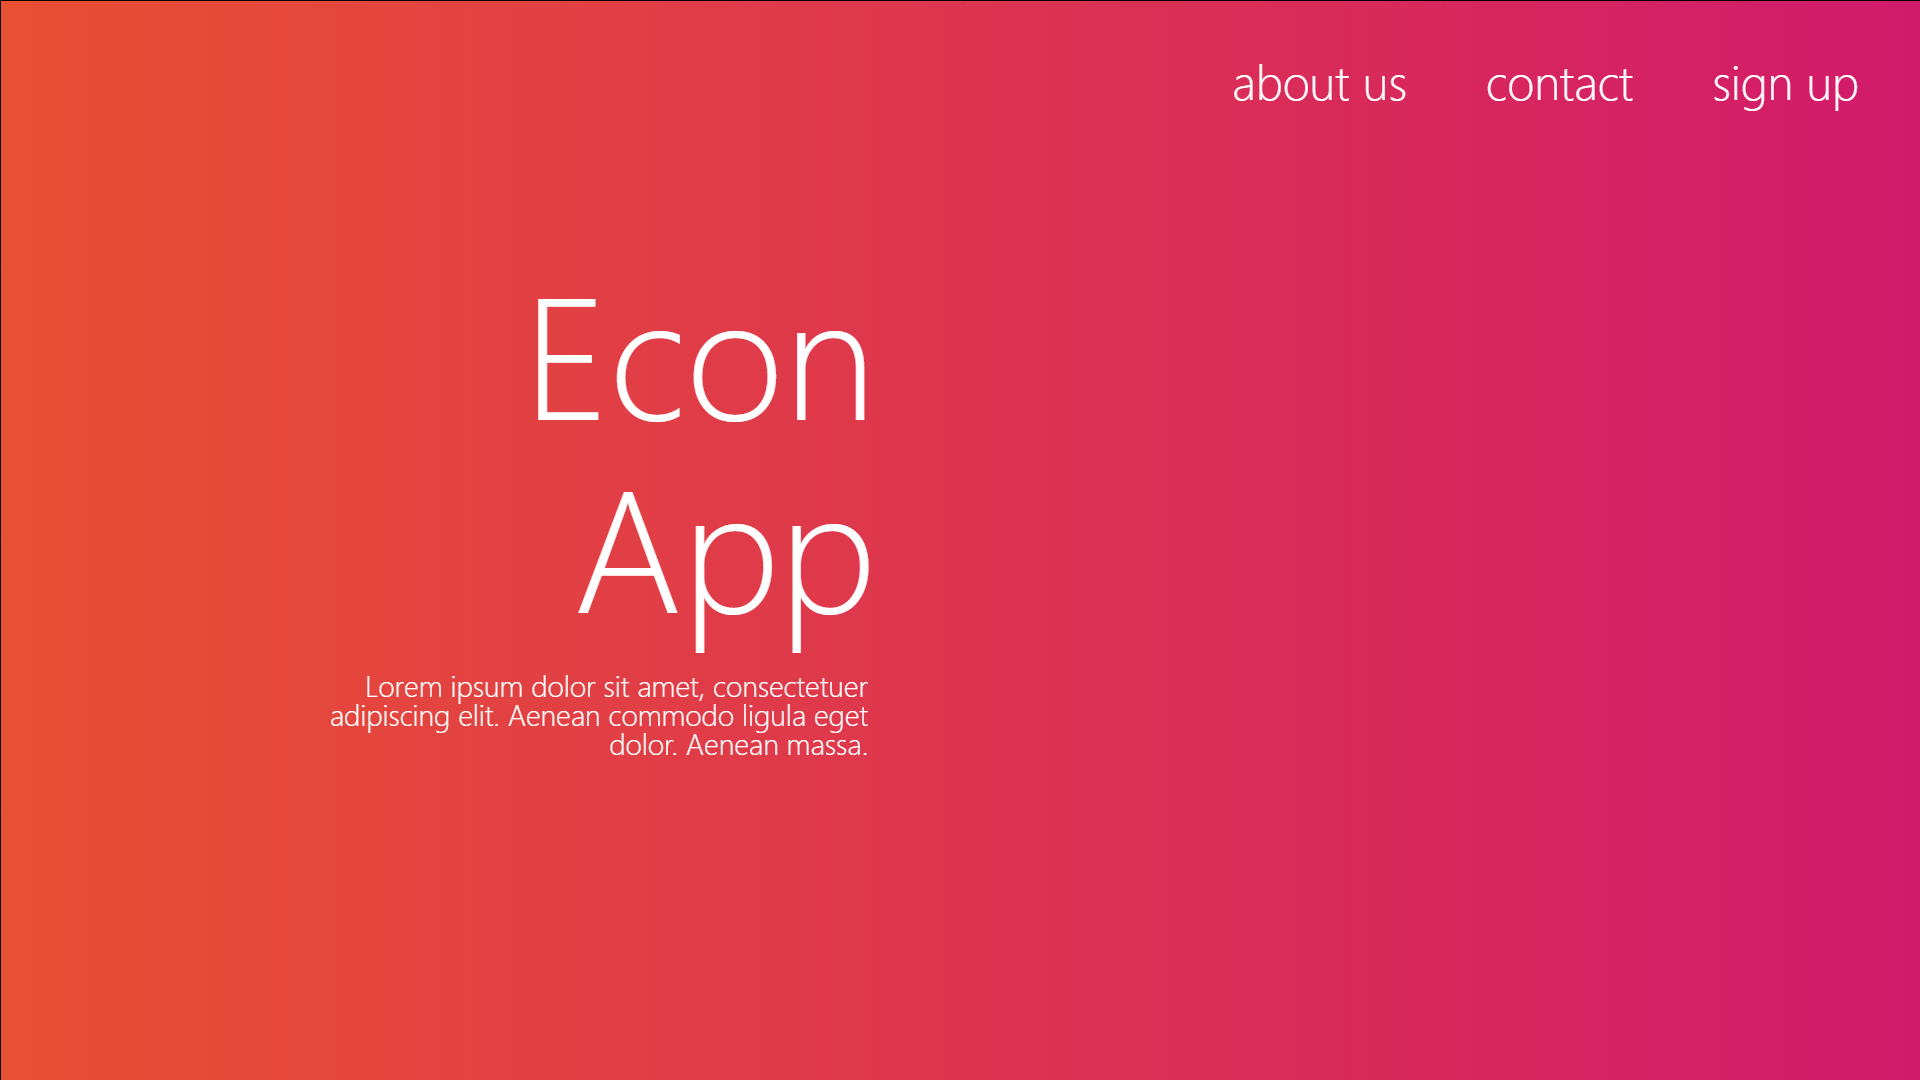 about us contact sign up
Econ
App
Lorem ipsum dolor sit amet, consectetuer
adipiscing elit. Aenean commodo ligula eget
dolor. Aenean massa.